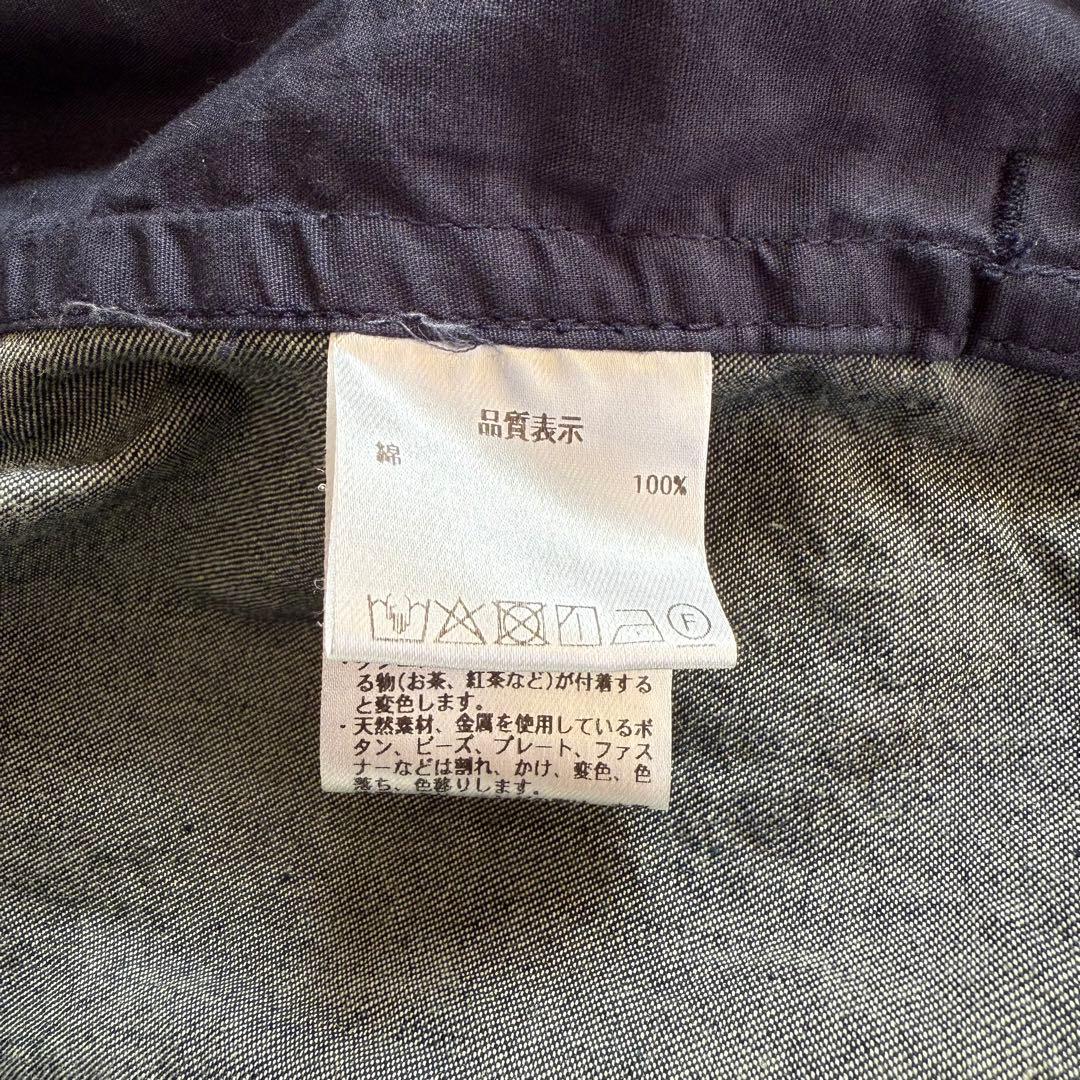 品質表示
綿
100%
F
る物(お茶、紅茶など)が付着する
と変色します。
・天然素材、金属を使用しているボ
タン、ビーズ、プレート、ファス
ナーなどは割れ、かけ、変色、色
落ち、色移りします。